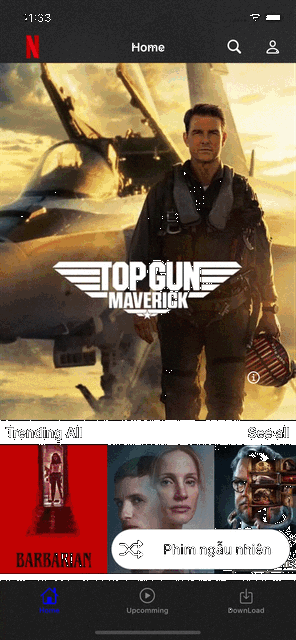 1:33
N
Home
TOP GUN
MAVERICK
Trending All
See all
BARBARIAN
Phim ngẫu nhiên
Home
Upcomming
DownLoad